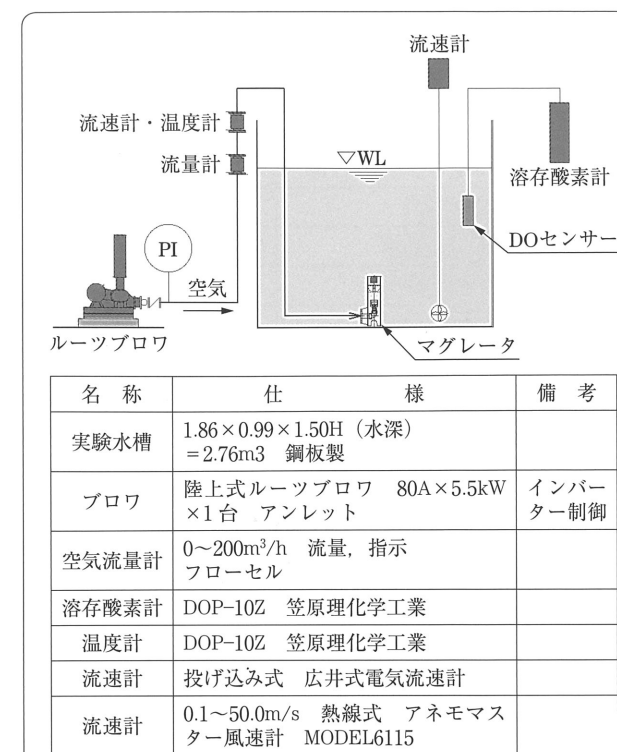 流速計
流速計・温度計
流量計
▽WL
溶存酸素計
DOセンサー
PI
空気
ルーツブロワ
マグレータ
名 称 仕 様 備 考
実験水槽 1.86×0.99×1.50H(水深)
=2.76m3 鋼板製
ブロワ 陸上式ルーツブロワ 80A×5.5kW インバー
×1台 アンレット ター制御
空気流量計 0~200m³/h 流量,指示
フローセル
溶存酸素計 DOP-10Z 笠原理化学工業
温度計 DOP-10Z 笠原理化学工業
流速計 投げ込み式 広井式電気流速計
流速計 0.1~50.0m/s 熱線式 アネモマス
ター風速計 MODEL6115